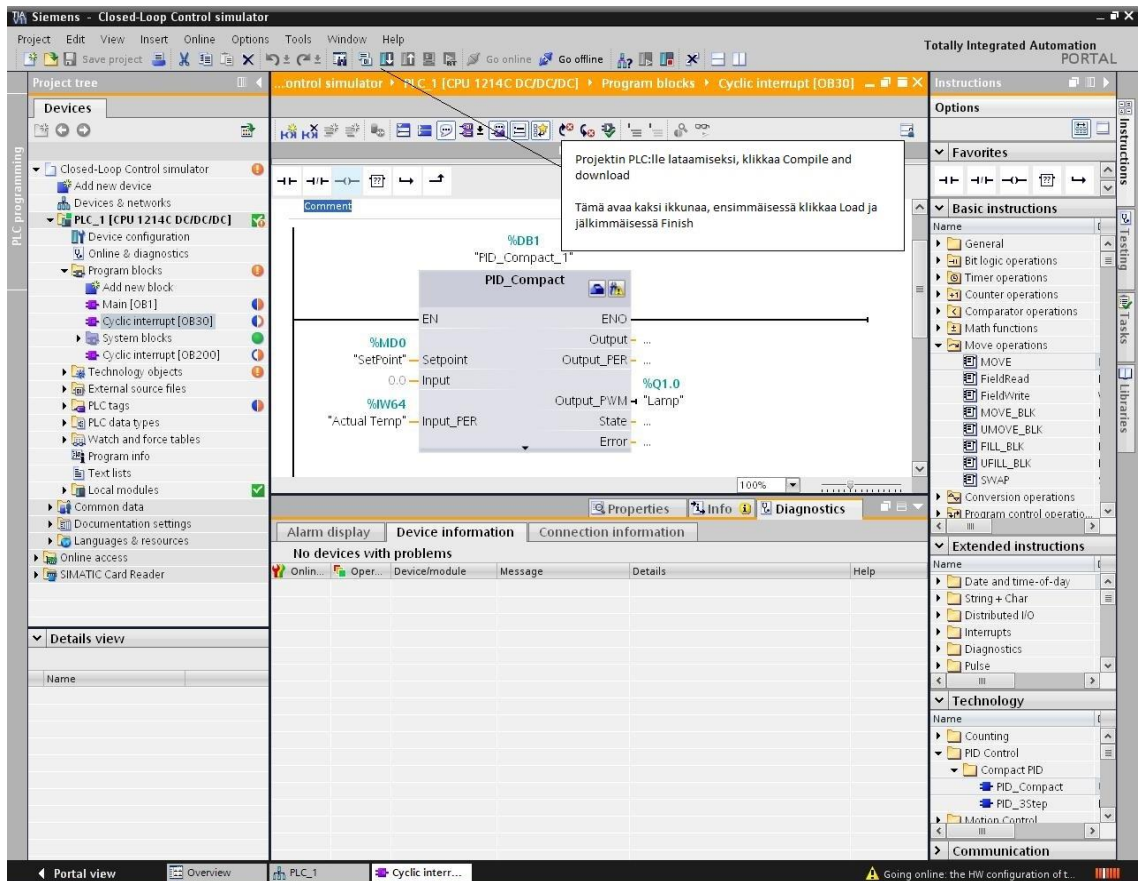 Siemens - Closed-Loop Control simulator
Project Edit View Insert Online Options Tools Window Help
Save project
Go online
Go offline
Totally Integrated Automation
PORTAL
Project tree
...ontrol simulator
PLC_1 [CPU 1214C DC/DC/DC]
Program blocks
Cyclic interrupt [OB30]
Instructions
Devices
Options
PLC programming
Closed-Loop Control simulator
Add new device
Devices & networks
PLC_1 [CPU 1214C DC/DC/DC]
Device configuration
Online & diagnostics
Program blocks
Add new block
Main [OB1]
Cyclic interrupt [OB30]
System blocks
Cyclic interrupt [OB200]
Technology objects
External source files
PLC tags
PLC data types
Watch and force tables
Program info
Text lists
Local modules
Common data
Documentation settings
Languages & resources
Online access
SIMATIC Card Reader
Details view
Name
Projektin PLC:lle lataamiseksi, klikkaa Compile and
download
Tämä avaa kaksi ikkunaa, ensimmäisessä klikkaa Load ja
jälkimmäisessä Finish
Comment
%DB1
"PID_Compact_1"
PID_Compact
EN
ENO
%MD0
"SetPoint"
Setpoint
0.0
Input
%IW64
"Actual Temp"
Input_PER
Output
...
Output_PER
...
%Q1.0
Output_PWM
"Lamp"
State
...
Error
...
100%
Properties
Info
Diagnostics
Alarm display
Device information
Connection information
No devices with problems
Onlin...
Oper...
Device/module
Message
Details
Help
Favorites
Basic instructions
Name
General
Bit logic operations
Timer operations
Counter operations
Comparator operations
Math functions
Move operations
MOVE
FieldRead
FieldWrite
MOVE_BLK
UMOVE_BLK
FILL_BLK
UFILL_BLK
SWAP
Conversion operations
Program control operatio...
Extended instructions
Name
Date and time-of-day
String + Char
Distributed I/O
Interrupts
Diagnostics
Pulse
Technology
Name
Counting
PID Control
Compact PID
PID_Compact
PID_3Step
Motion Control
Communication
Instructions
Testing
Tasks
Libraries
Portal view
Overview
PLC_1
Cyclic interr...
Going online: the HW configuration of t...